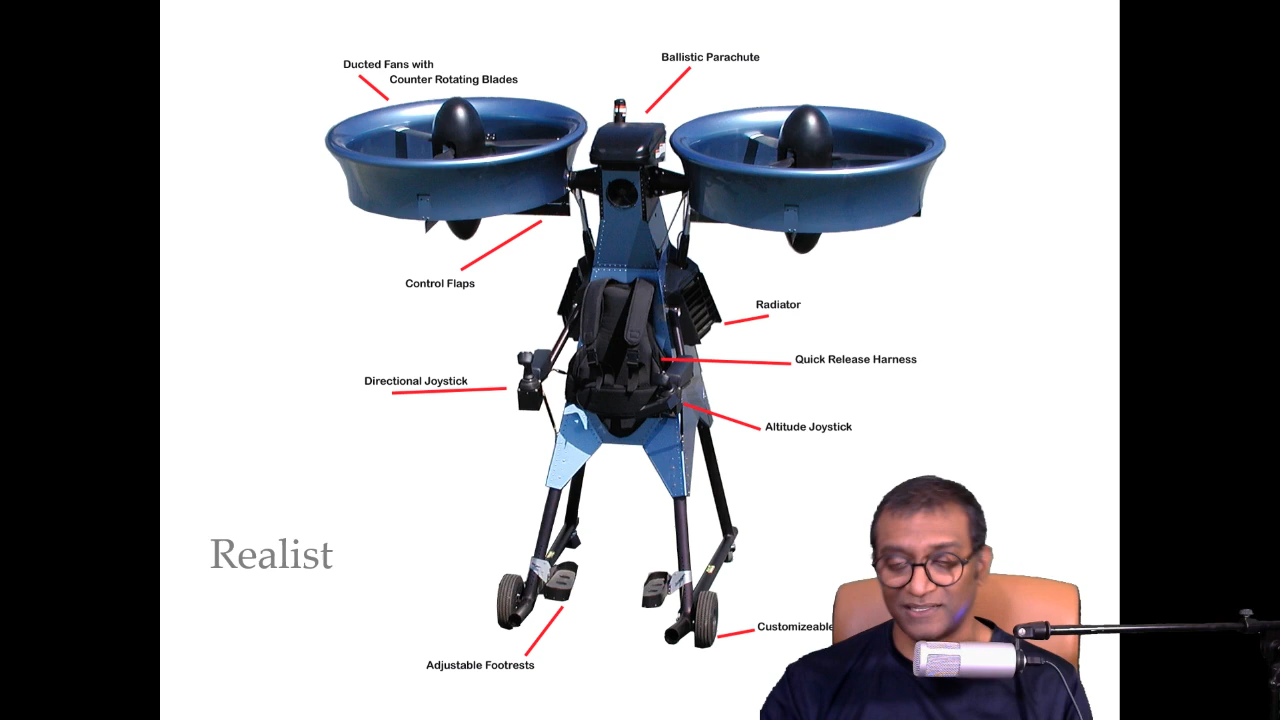 Ducted Fans with
Counter Rotating Blades
Ballistic Parachute
Control Flaps
Radiator
Quick Release Harness
Directional Joystick
Altitude Joystick
Realist
Customizeable
Adjustable Footrests